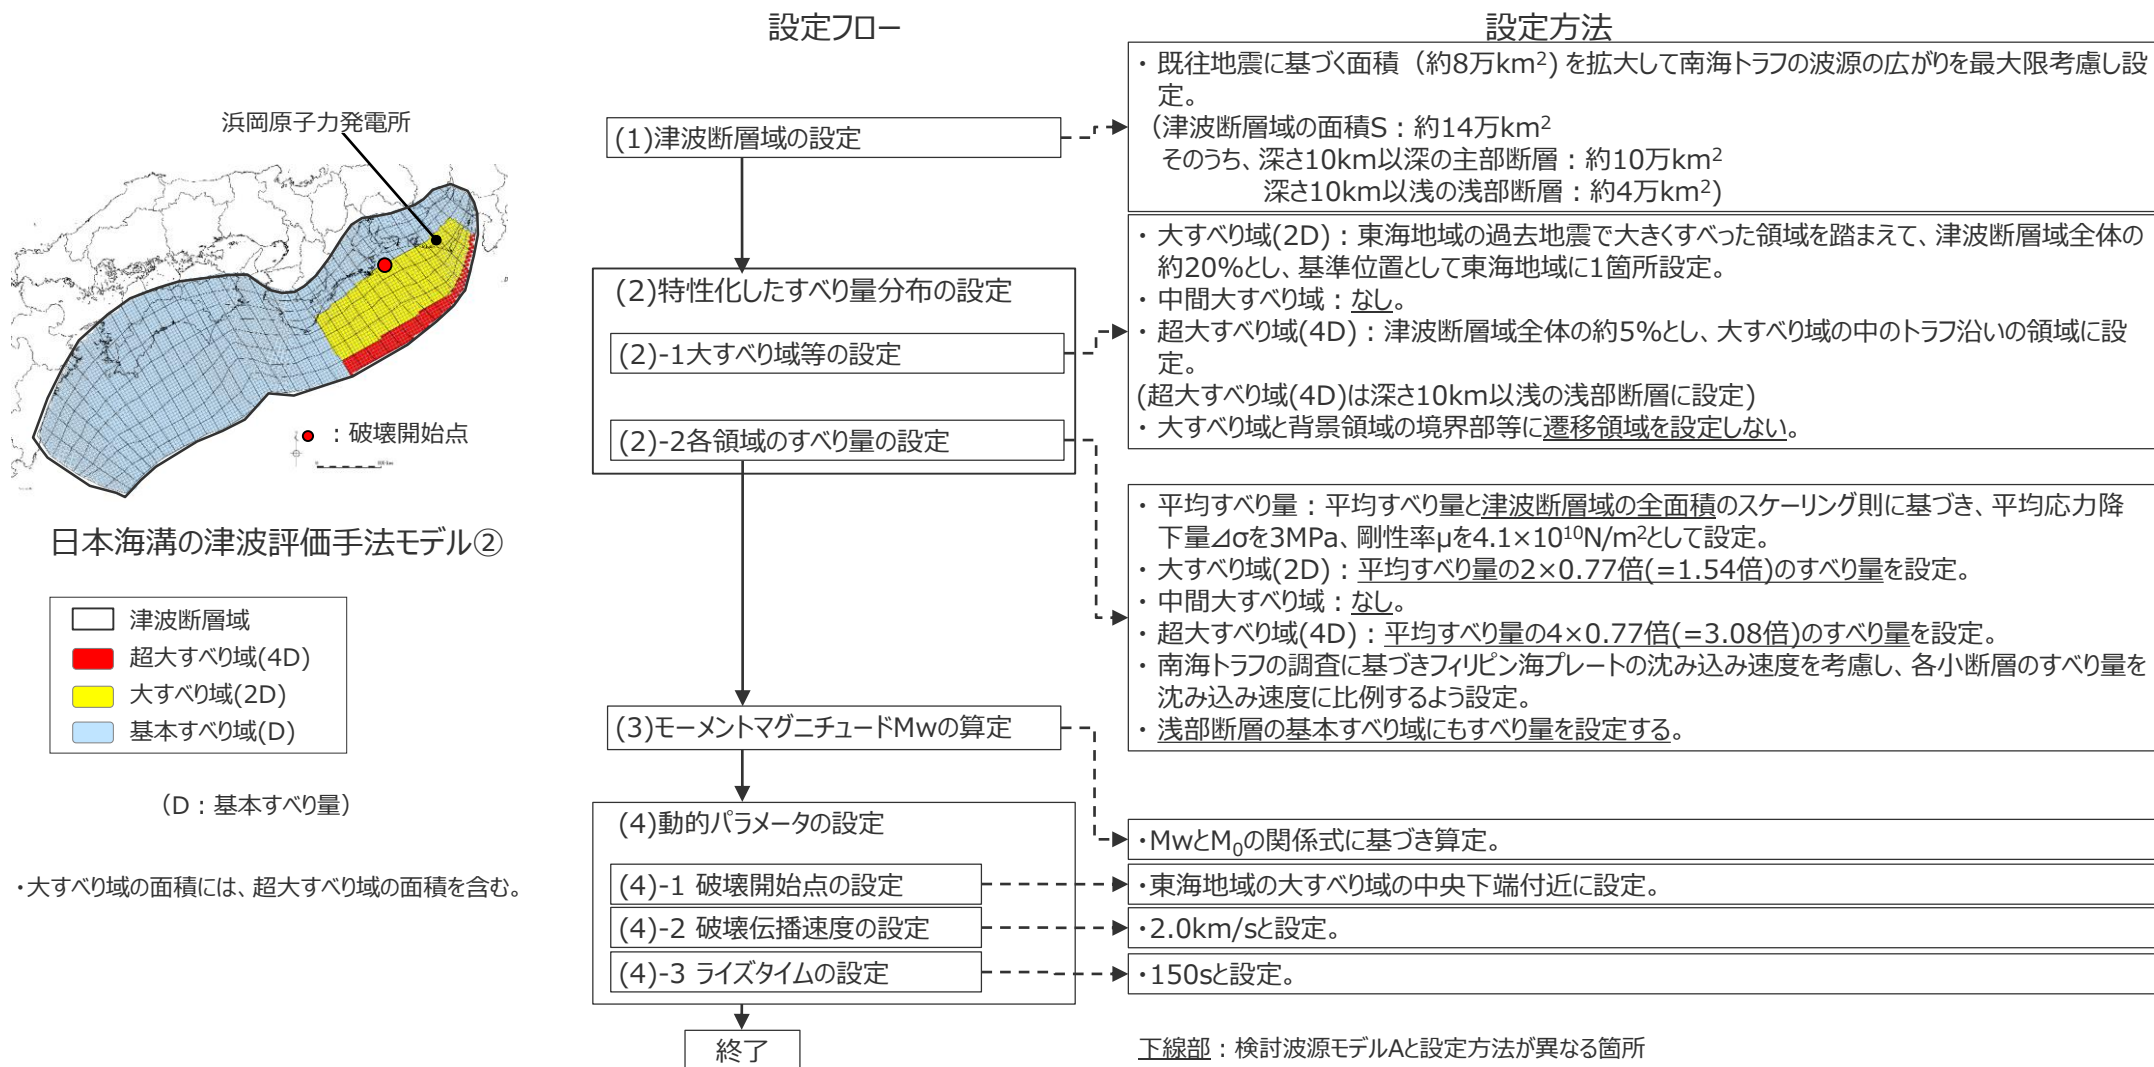 設定フロー
設定方法
浜岡原子力発電所
：破壊開始点
日本海溝の津波評価手法モデル②
津波断層域
超大すべり域(4D)
大すべり域(2D)
基本すべり域(D)
（D：基本すべり量）
・大すべり域の面積には、超大すべり域の面積を含む。
(1)津波断層域の設定
(2)特性化したすべり量分布の設定
(2)-1大すべり域等の設定
(2)-2各領域のすべり量の設定
(3)モーメントマグニチュードMwの算定
(4)動的パラメータの設定
(4)-1 破壊開始点の設定
(4)-2 破壊伝播速度の設定
(4)-3 ライズタイムの設定
終了
・既往地震に基づく面積（約8万km²) を拡大して南海トラフの波源の広がりを最大限考慮し設
定。
（津波断層域の面積S：約14万km²
そのうち、深さ10km以深の主部断層：約10万km²
深さ10km以浅の浅部断層：約4万km²)
・大すべり域(2D)：東海地域の過去地震で大きくすべった領域を踏まえて、津波断層域全体の
約20%とし、基準位置として東海地域に1箇所設定。
・中間大すべり域：なし。
・超大すべり域(4D)：津波断層域全体の約5%とし、大すべり域の中のトラフ沿いの領域に設
定。
(超大すべり域(4D)は深さ10km以浅の浅部断層に設定)
・大すべり域と背景領域の境界部等に遷移領域を設定しない。
・平均すべり量：平均すべり量と津波断層域の全面積のスケーリング則に基づき、平均応力降
下量⊿σを3MPa、剛性率μを4.1×10¹⁰N/m²として設定。
・大すべり域(2D)：平均すべり量の2×0.77倍(=1.54倍)のすべり量を設定。
・中間大すべり域：なし。
・超大すべり域(4D)：平均すべり量の4×0.77倍(=3.08倍)のすべり量を設定。
・南海トラフの調査に基づきフィリピン海プレートの沈み込み速度を考慮し、各小断層のすべり量を
沈み込み速度に比例するよう設定。
・浅部断層の基本すべり域にもすべり量を設定する。
・MwとM₀の関係式に基づき算定。
・東海地域の大すべり域の中央下端付近に設定。
・2.0km/sと設定。
・150sと設定。
下線部：検討波源モデルAと設定方法が異なる箇所